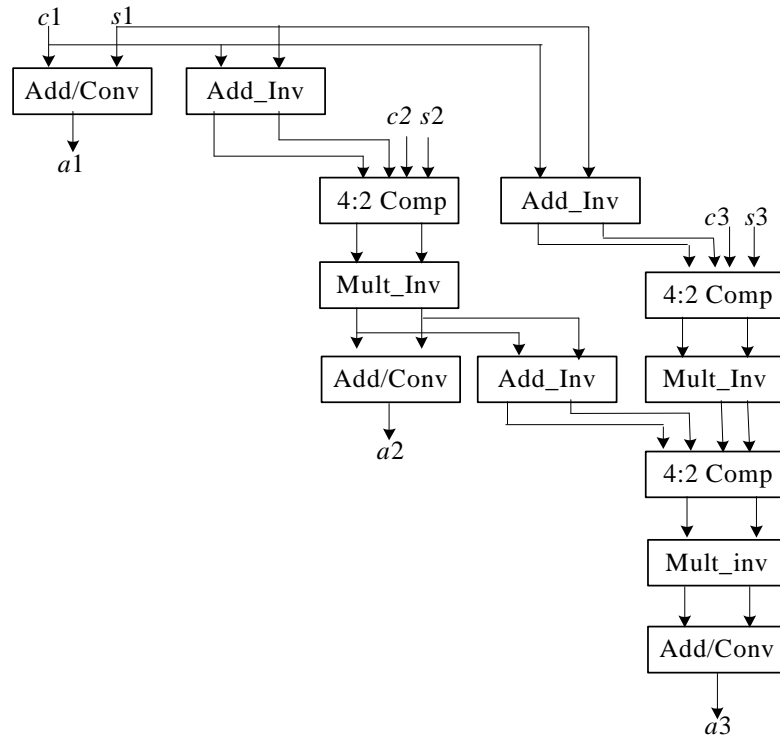 c1 s1
Add/Conv Add_Inv
a1
c2 s2
4:2 Comp Add_Inv
c3 s3
Mult_Inv 4:2 Comp
Add/Conv Add_Inv Mult_Inv
a2
4:2 Comp
Mult_inv
Add/Conv
a3